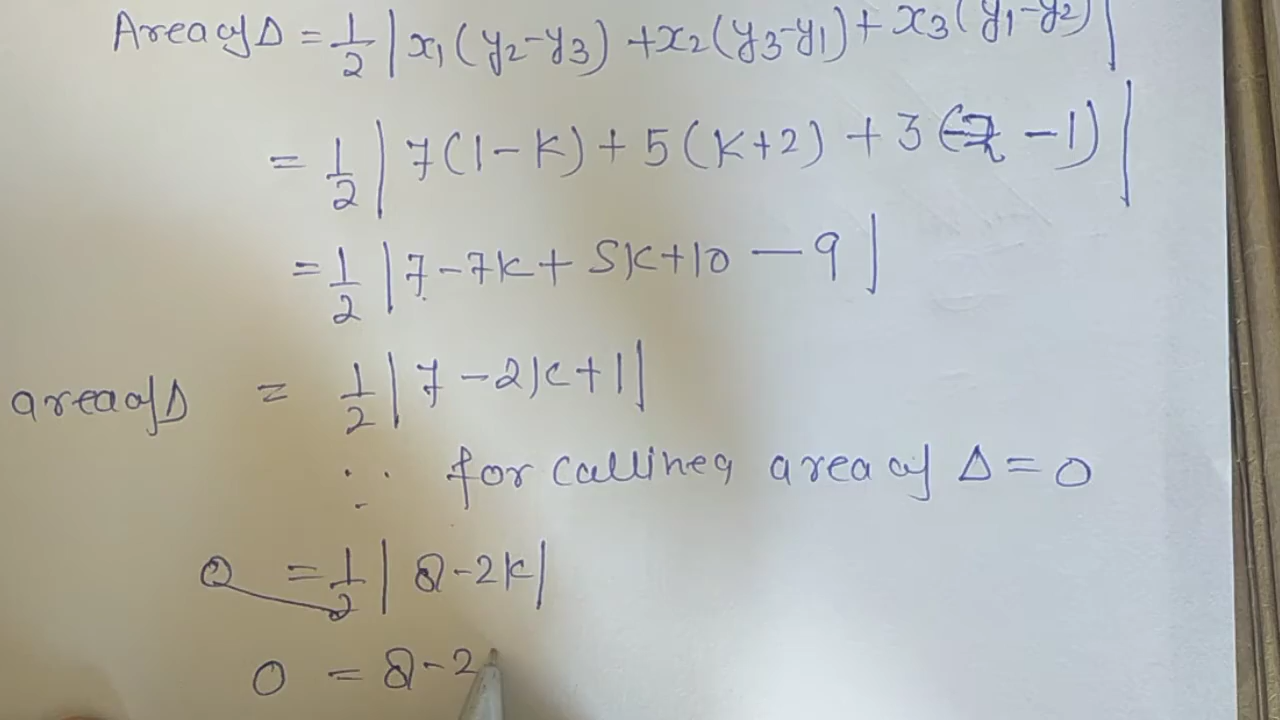 Area of Δ = 1/2 | x1 (y2-y3) + x2 (y3-y1) + x3 (y1-y2) |
= 1/2 | 7(1-K) + 5(K+2) + 3(-2 -1) |
= 1/2 | 7-7K + 5K+10 - 9 |
area of Δ = 1/2 | 7 -2K+1 |
∵ for callinea area of Δ = 0
0 = 1/2 | 8-2K |
0 = 8-2